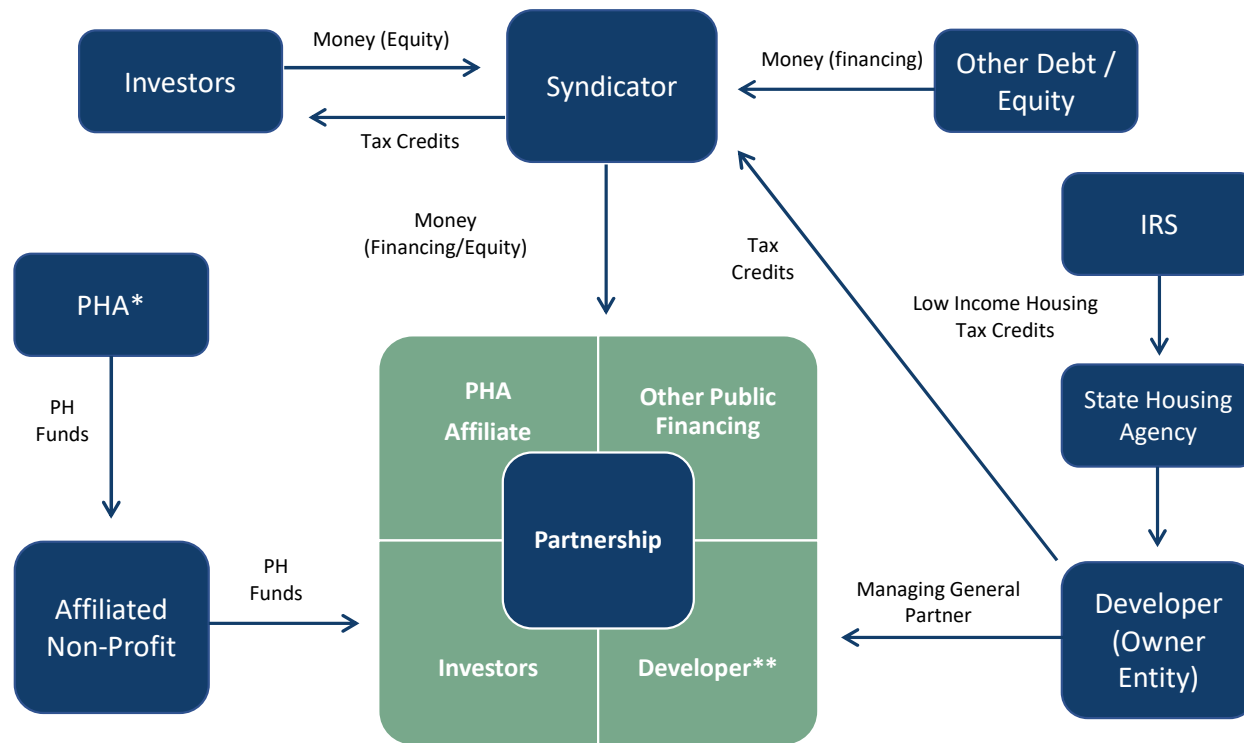 Money (Equity)
Investors
Tax Credits
Syndicator
Money (financing)
Other Debt /
Equity
Money
(Financing/Equity)
Tax
Credits
IRS
Low Income Housing
Tax Credits
PHA*
PH
Funds
PHA
Affiliate
Other Public
Financing
State Housing
Agency
Partnership
Affiliated
Non-Profit
PH
Funds
Managing General
Partner
Developer
(Owner
Entity)
Investors
Developer**